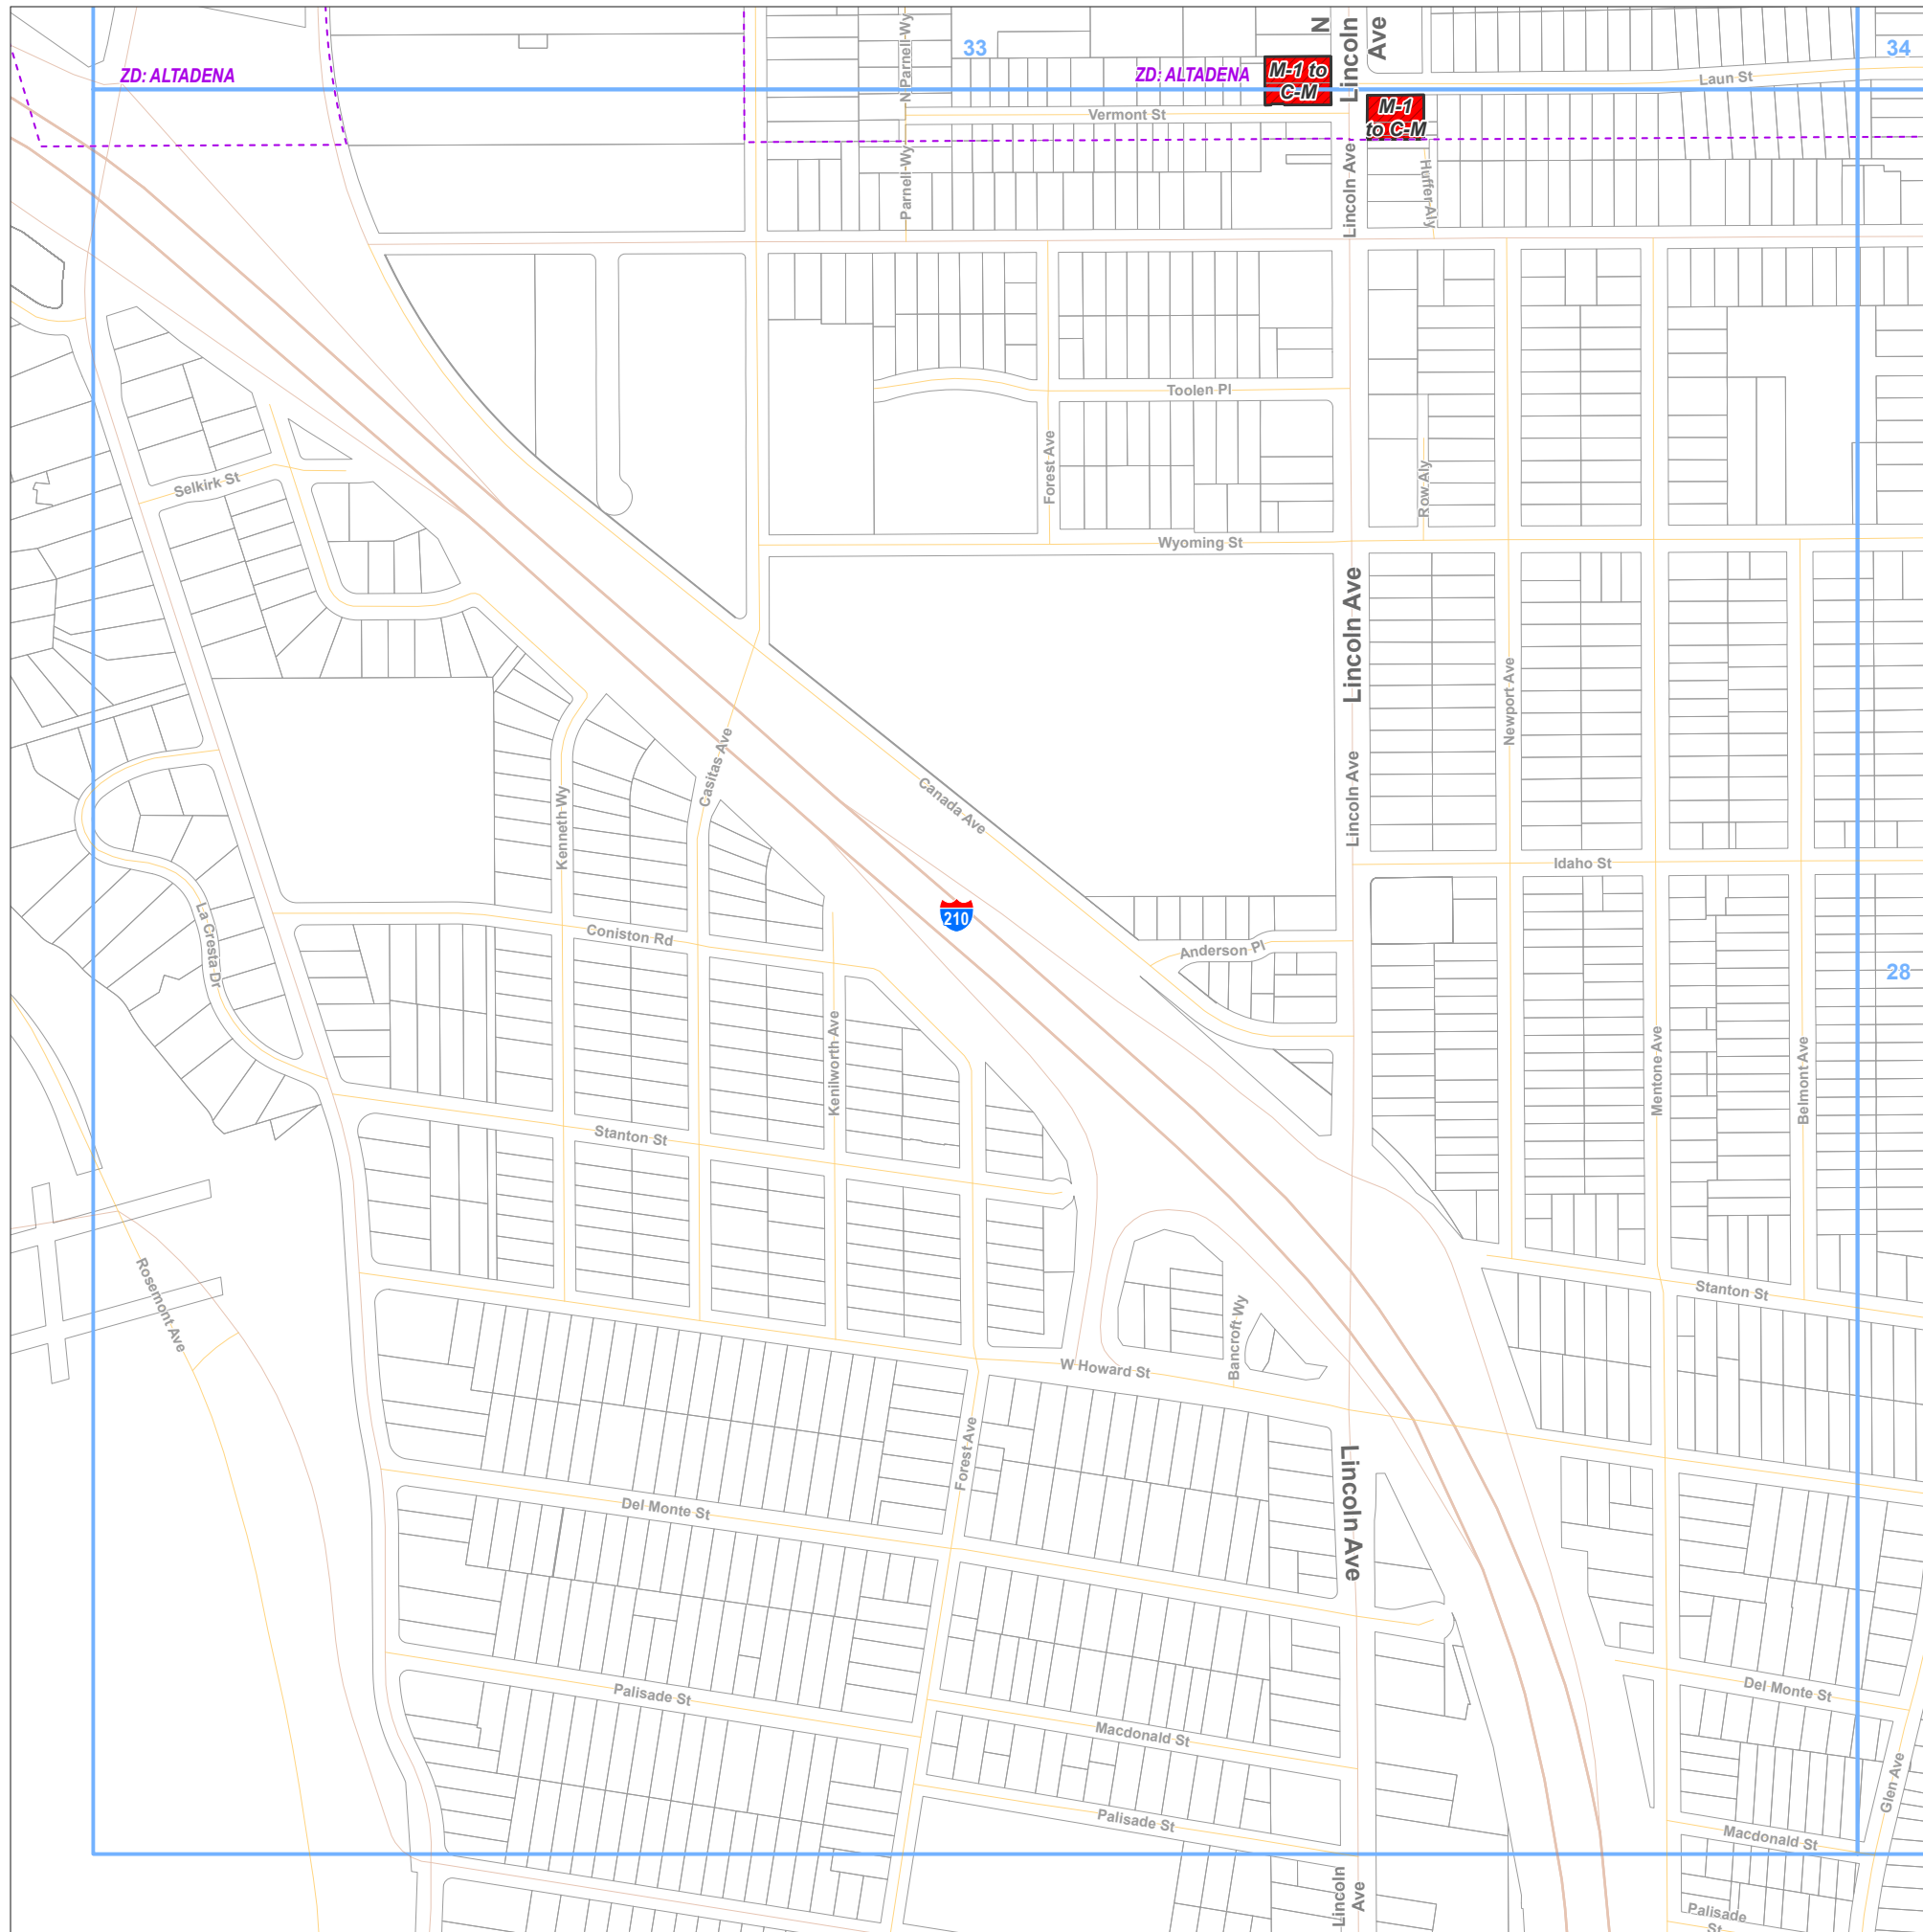 N
Lincoln
Ave
33
34
ZD: ALTADENA
N Parnell Wy
ZD: ALTADENA
M-1 to
C-M
Laun St
M-1
to C-M
Vermont St
Parnell Wy
Lincoln Ave
Huffer Aly
Toolen Pl
Forest Ave
Row Aly
Selkirk St
Wyoming St
Lincoln Ave
Newport Ave
Casitas Ave
Kenneth Wy
Canada Ave
Lincoln Ave
Idaho St
210
La Cresta Dr
Coniston Rd
Anderson Pl
28
Kenilworth Ave
Mentone Ave
Belmont Ave
Stanton St
Rosemont Ave
Stanton St
W Howard St
Bancroft Wy
Forest Ave
Lincoln Ave
Del Monte St
Palisade St
Del Monte St
Macdonald St
Glen Ave
Palisade St
Macdonald St
Lincoln
Ave
Palisade
St